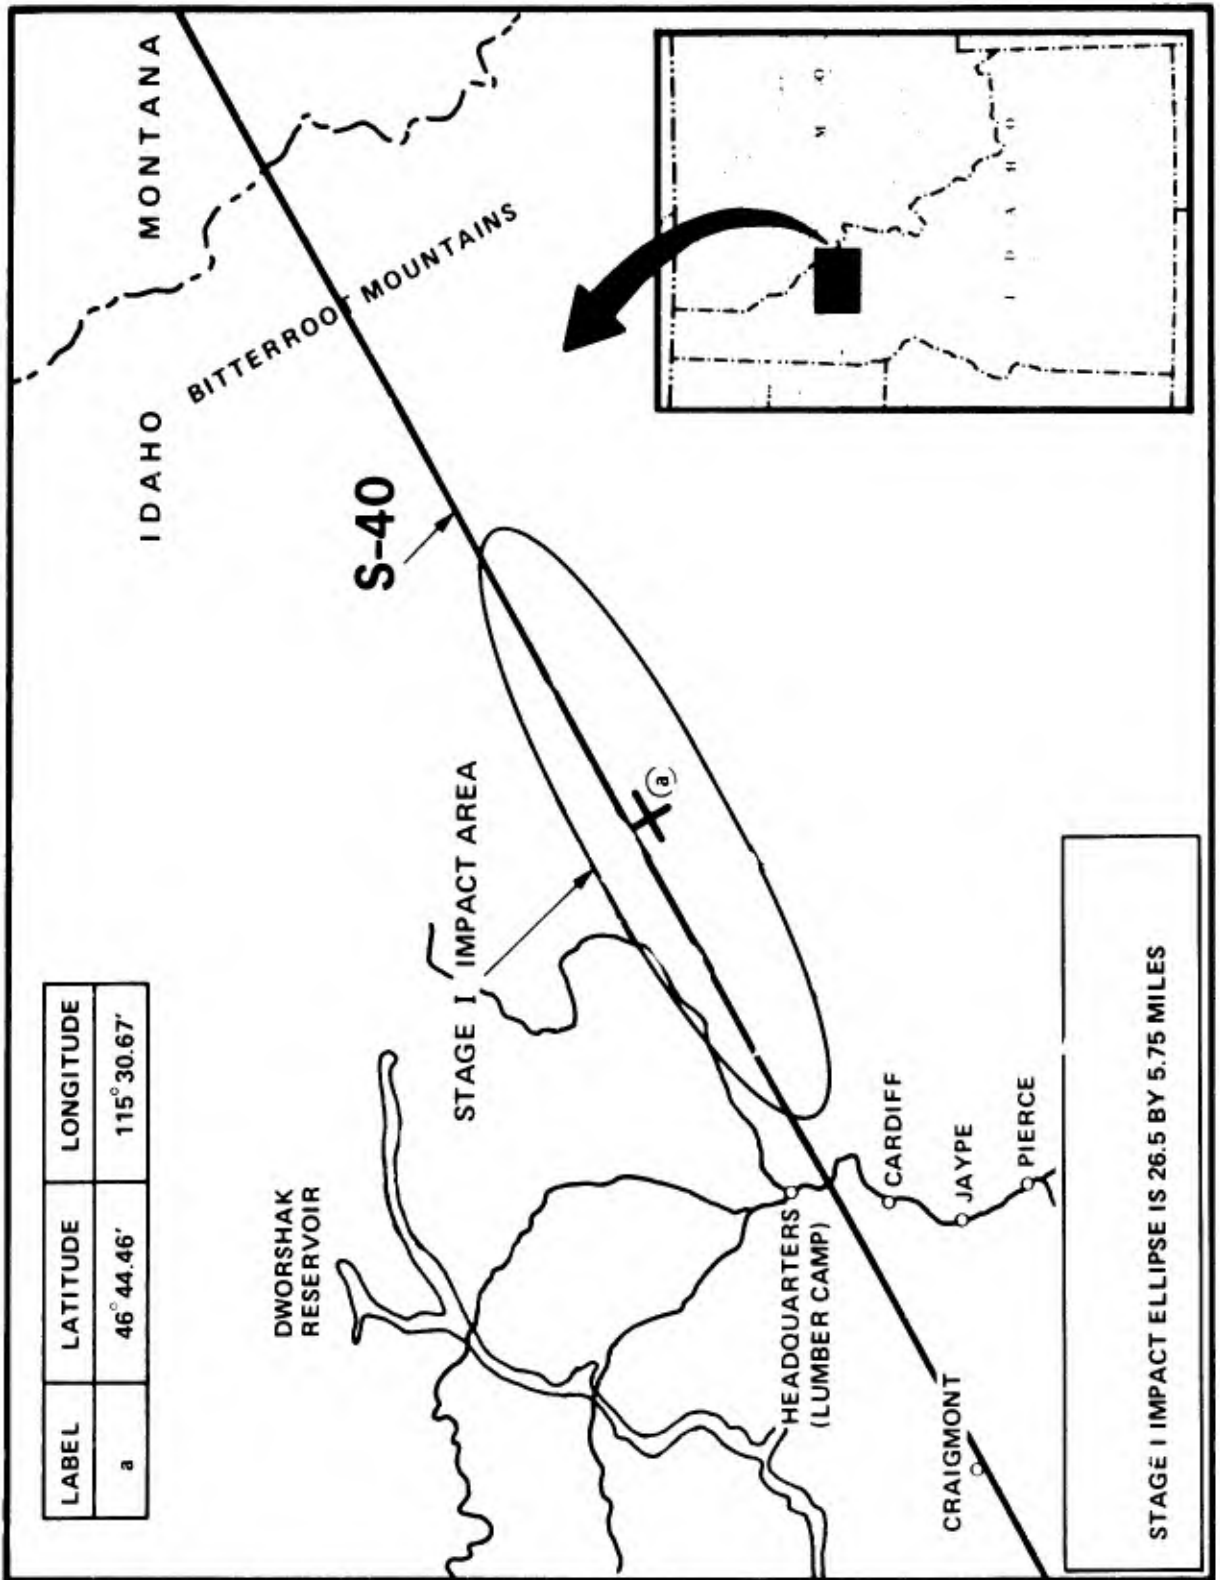 LABEL LATITUDE LONGITUDE
a 46° 44.46' 115° 30.67'
IDAHO
MONTANA
BITTERROOT MOUNTAINS
S-40
DWORSHAK
RESERVOIR
STAGE I IMPACT AREA
a
HEADQUARTERS
(LUMBER CAMP)
CARDIFF
JAYPE
PIERCE
CRAIGMONT
M O
I D A H O
STAGE I IMPACT ELLIPSE IS 26.5 BY 5.75 MILES